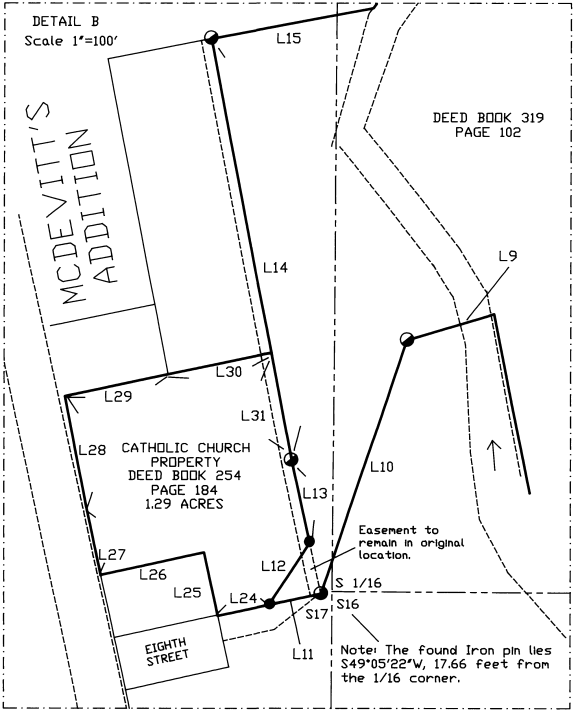 DETAIL B
Scale 1"=100'
L15
DEED BOOK 319
PAGE 102
MCDEVITT'S
ADDITION
L9
L14
L30
L29
L31
L28
CATHOLIC CHURCH
PROPERTY
DEED BOOK 254
PAGE 184
1.29 ACRES
L10
L13
Easement to
remain in original
location.
L27
L26
L12
L25
L24
S 1/16
S17
S16
EIGHTH
STREET
L11
Note: The found Iron pin lies
S49°05'22"W, 17.66 feet from
the 1/16 corner.